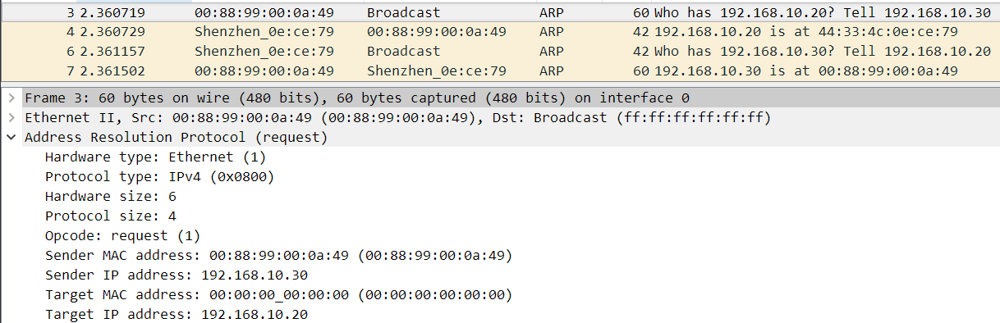 3 2.360719 00:88:99:00:0a:49 Broadcast ARP 60 Who has 192.168.10.20? Tell 192.168.10.30
4 2.360729 Shenzhen_0e:ce:79 00:88:99:00:0a:49 ARP 42 192.168.10.20 is at 44:33:4c:0e:ce:79
6 2.361157 Shenzhen_0e:ce:79 Broadcast ARP 42 Who has 192.168.10.30? Tell 192.168.10.20
7 2.361502 00:88:99:00:0a:49 Shenzhen_0e:ce:79 ARP 60 192.168.10.30 is at 00:88:99:00:0a:49
Frame 3: 60 bytes on wire (480 bits), 60 bytes captured (480 bits) on interface 0
Ethernet II, Src: 00:88:99:00:0a:49 (00:88:99:00:0a:49), Dst: Broadcast (ff:ff:ff:ff:ff:ff)
Address Resolution Protocol (request)
Hardware type: Ethernet (1)
Protocol type: IPv4 (0x0800)
Hardware size: 6
Protocol size: 4
Opcode: request (1)
Sender MAC address: 00:88:99:00:0a:49 (00:88:99:00:0a:49)
Sender IP address: 192.168.10.30
Target MAC address: 00:00:00_00:00:00 (00:00:00:00:00:00)
Target IP address: 192.168.10.20